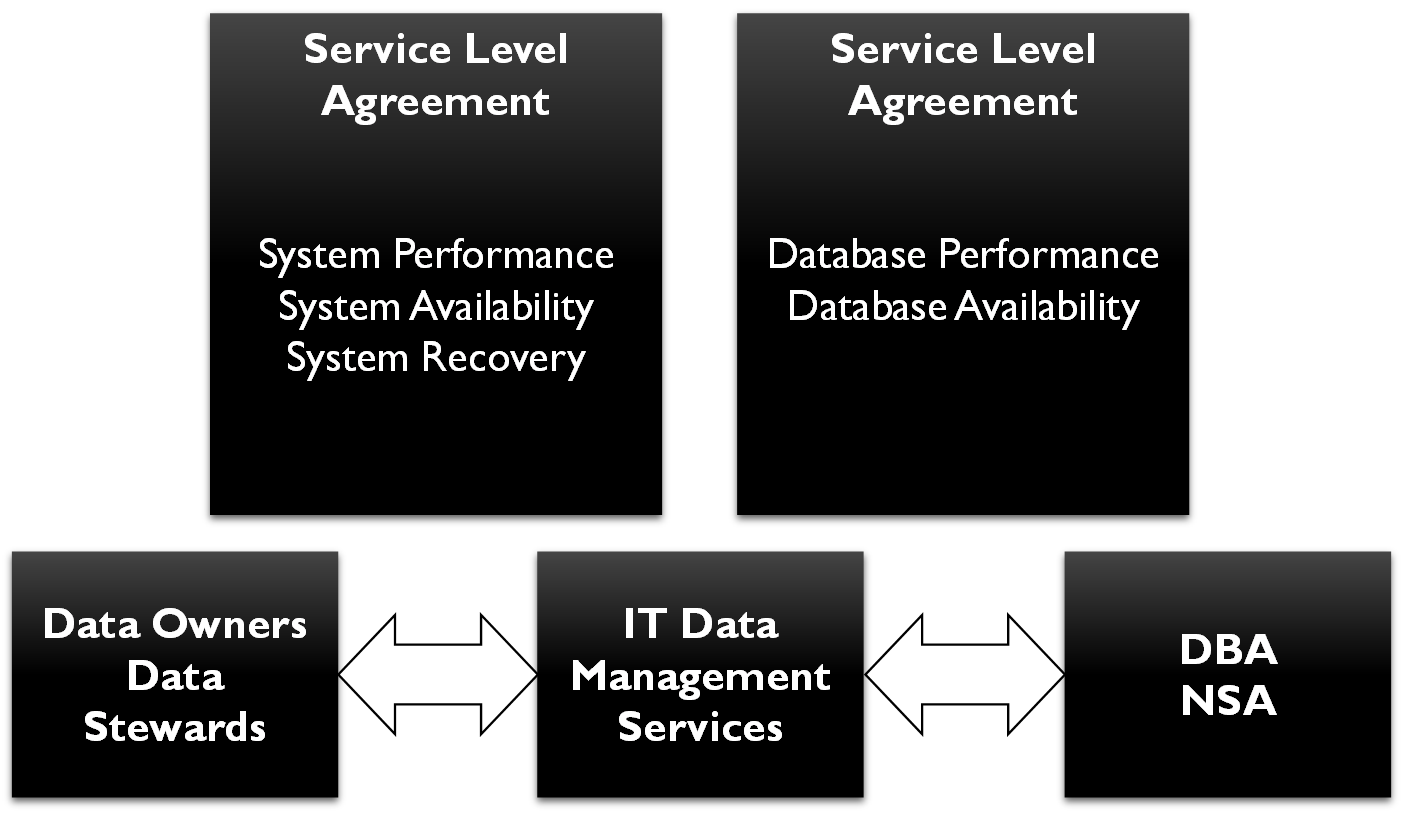 Service Level
Agreement
System Performance
System Availability
System Recovery
Service Level
Agreement
Database Performance
Database Availability
Data Owners
Data
Stewards
IT Data
Management
Services
DBA
NSA